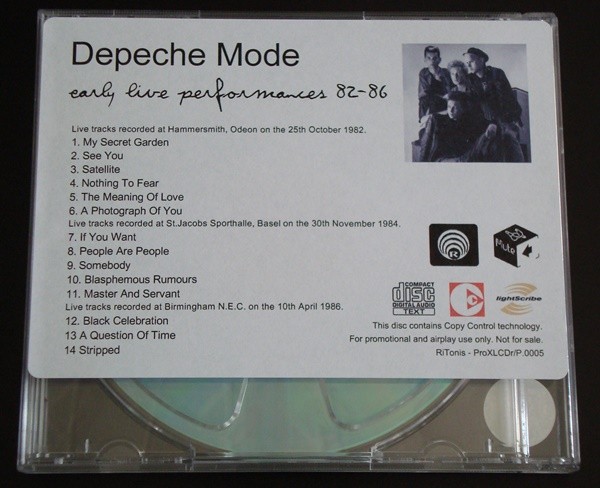 Depeche Mode
early live performances 82-86
Live tracks recorded at Hammersmith, Odeon on the 25th October 1982.
1. My Secret Garden
2. See You
3. Satellite
4. Nothing To Fear
5. The Meaning Of Love
6. A Photograph Of You
Live tracks recorded at St.Jacobs Sporthalle, Basel on the 30th November 1984.
7. If You Want
8. People Are People
9. Somebody
10. Blasphemous Rumours
11. Master And Servant
Live tracks recorded at Birmingham N.E.C. on the 10th April 1986.
12. Black Celebration
13 A Question Of Time
14 Stripped
R
MUTE
COMPACT
disc
DIGITAL AUDIO
TEXT
lightScribe
This disc contains Copy Control technology.
For promotional and airplay use only. Not for sale.
RiTonis - ProXLCDr/P.0005